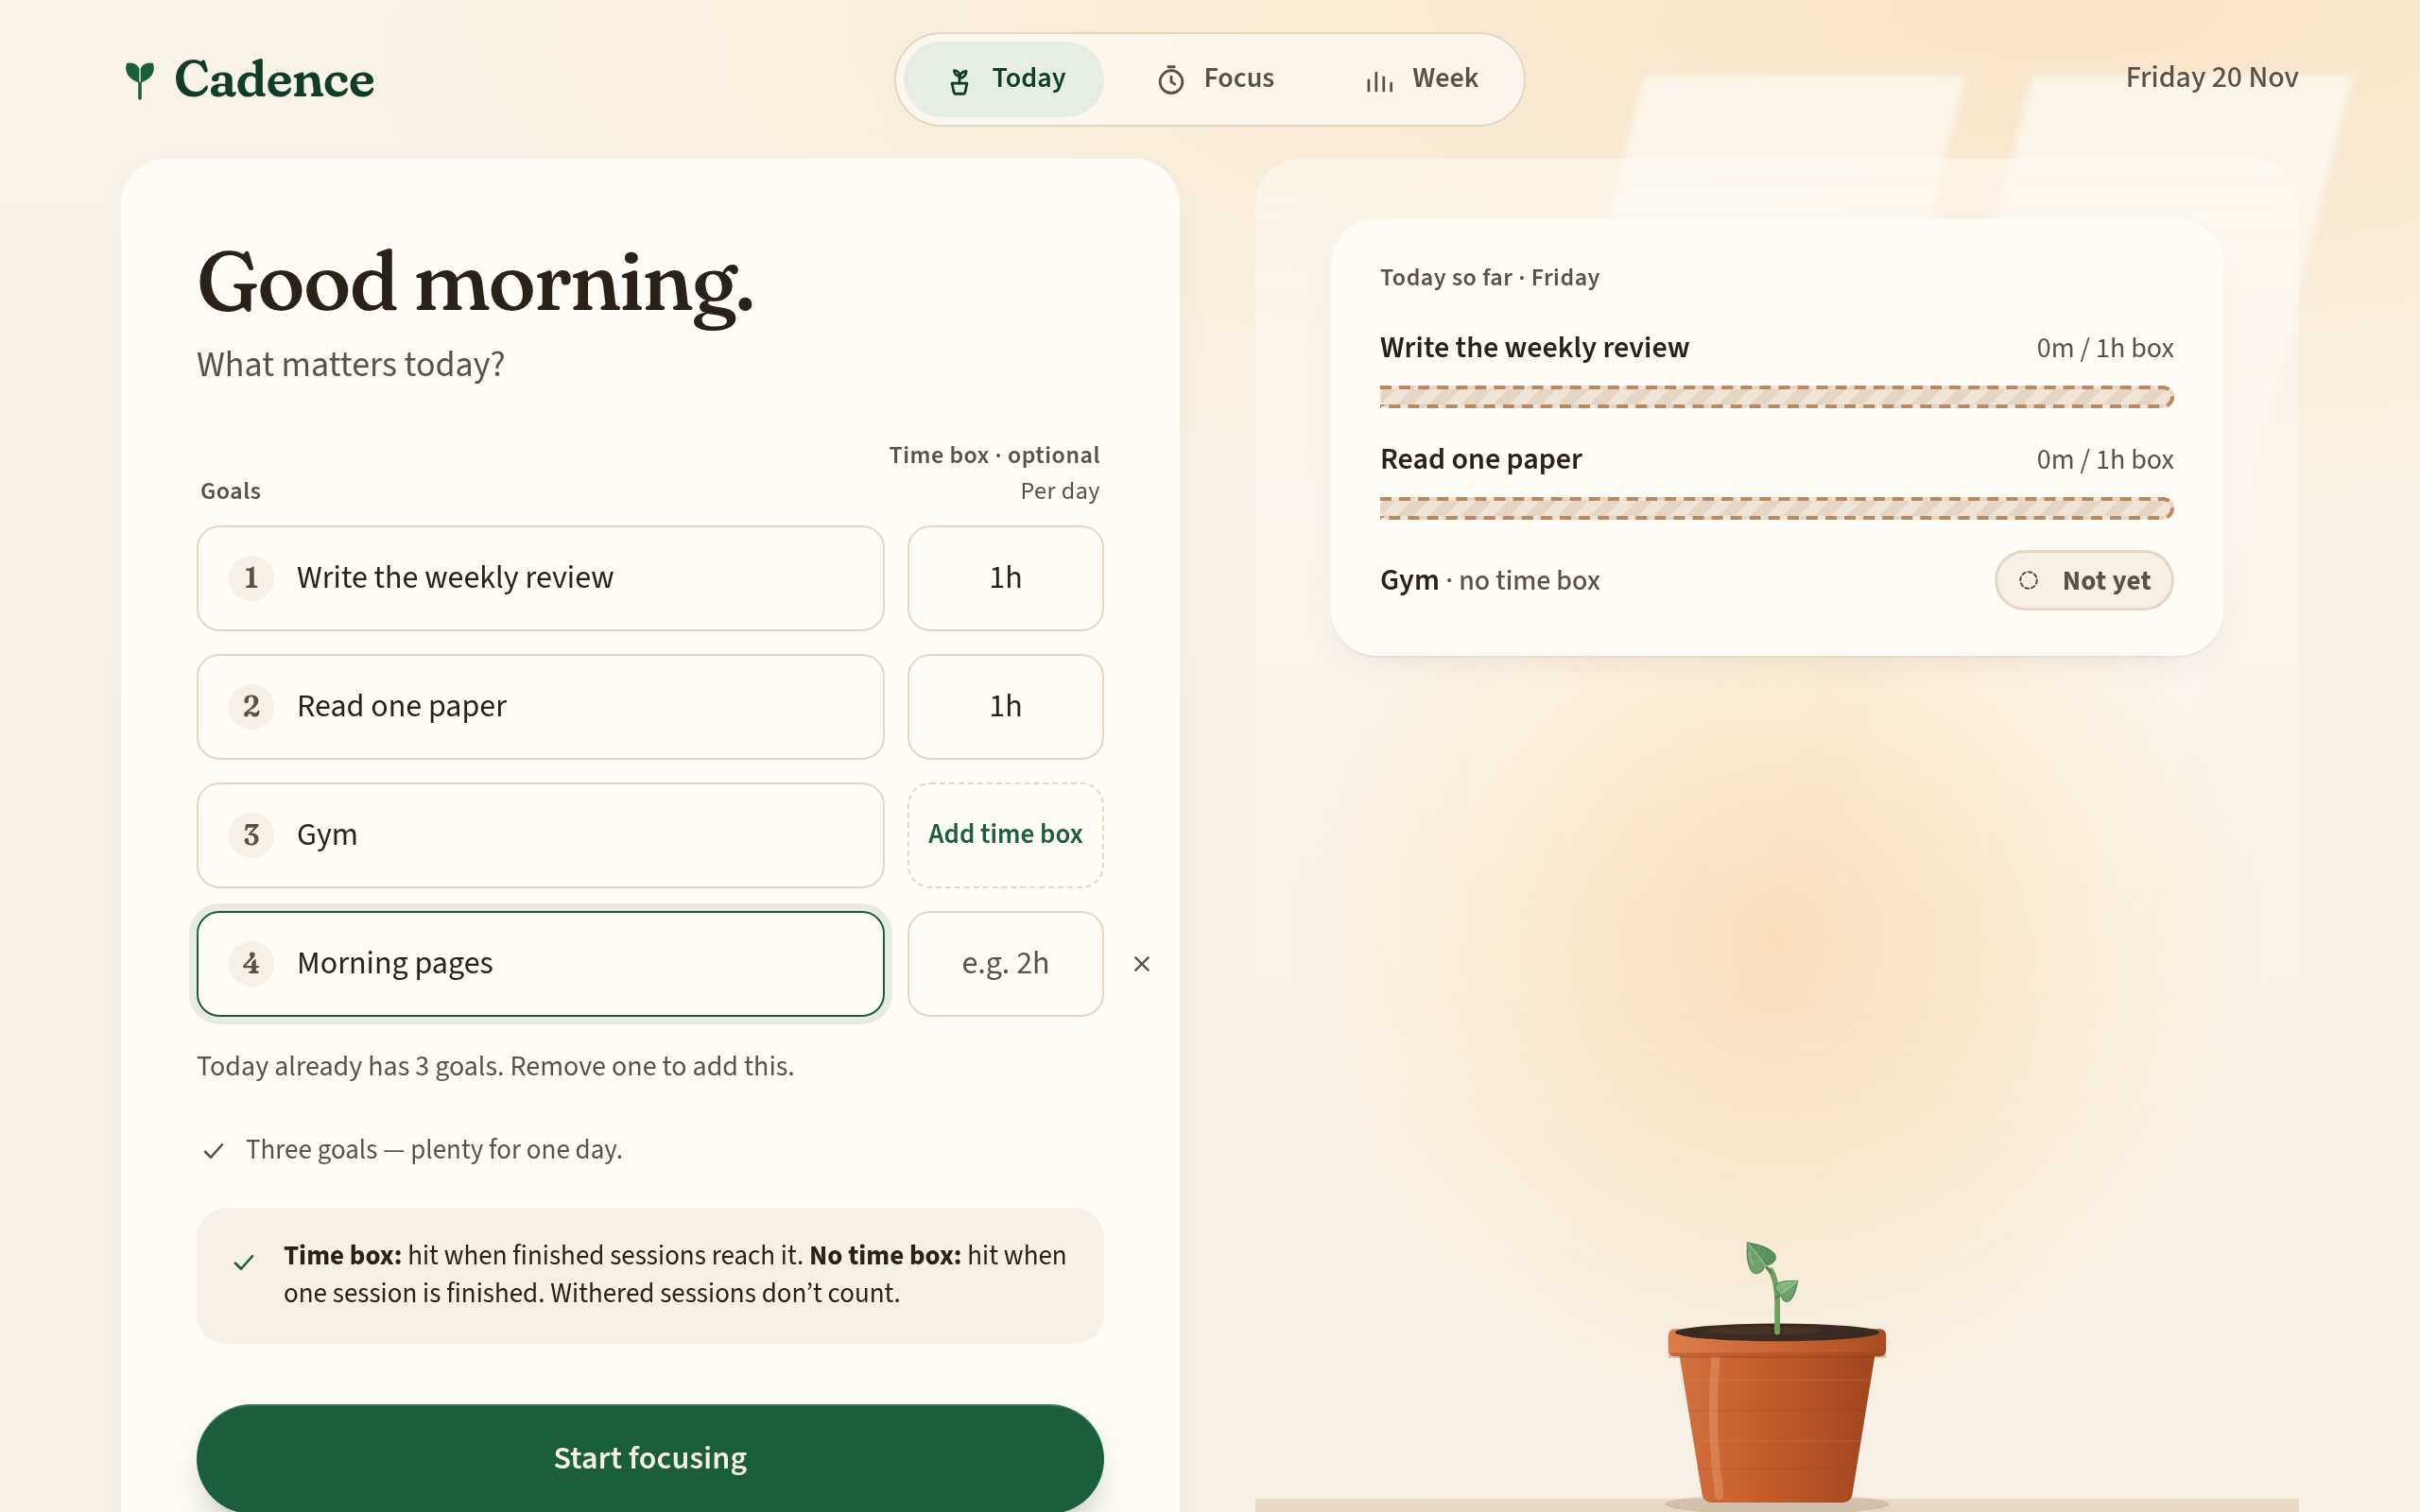 Cadence
Today
Focus
Week
Friday 20 Nov
Good morning.
What matters today?
Time box · optional
Goals
Per day
1 Write the weekly review
1h
2 Read one paper
1h
3 Gym
Add time box
4 Morning pages
e.g. 2h
Today already has 3 goals. Remove one to add this.
Three goals — plenty for one day.
Time box: hit when finished sessions reach it. No time box: hit when
one session is finished. Withered sessions don’t count.
Start focusing
Today so far · Friday
Write the weekly review
0m / 1h box
Read one paper
0m / 1h box
Gym · no time box
Not yet